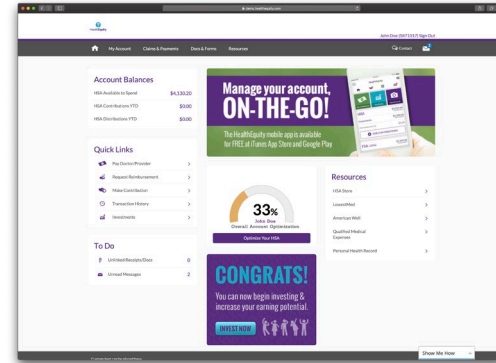 demo.healthequity.com
HealthEquity
John Doe (5071037) Sign Out
My Account Claims & Payments Docs & Forms Resources
Contact
Account Balances
HSA Available to Spend $4,130.20
HSA Contributions YTD $0.00
HSA Distributions YTD $0.00
Manage your account,
ON-THE-GO!
The HealthEquity mobile app is available
for FREE at iTunes App Store and Google
Play
Quick Links
Pay Doctor/Provider
Request Reimbursement
Make Contribution
Transaction History
Investments
33%
John Doe
Overall Account Optimization
Optimize Your HSA
Resources
HSA Store
American Well
Qualified Medical
Expenses
Personal Health Record
To Do
Unlinked Receipts/Docs 0
Unread Messages 2
CONGRATS!
You can now begin investing &
increase your earning potential.
INVEST NOW
Show Me How